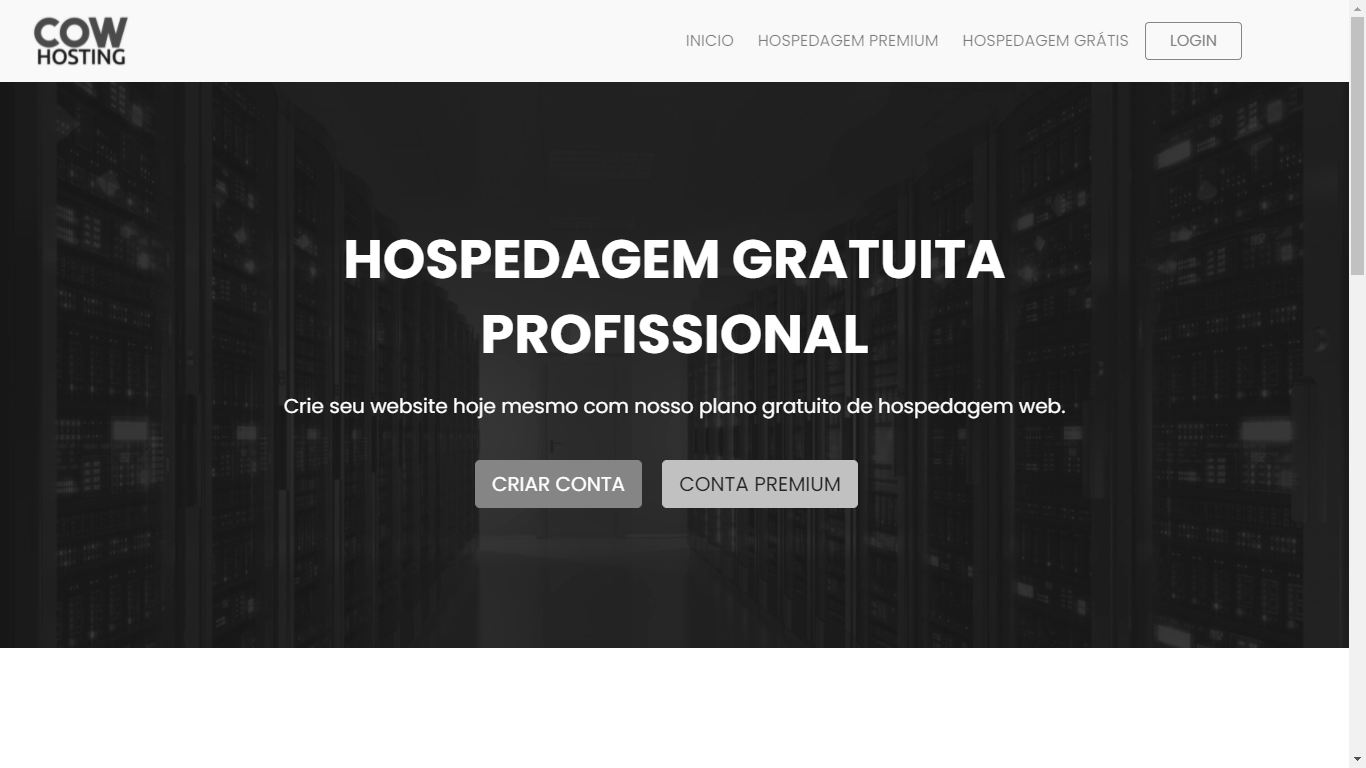 COW
HOSTING
INICIO
HOSPEDAGEM PREMIUM
HOSPEDAGEM GRÁTIS
LOGIN
HOSPEDAGEM GRATUITA
PROFISSIONAL
Crie seu website hoje mesmo com nosso plano gratuito de hospedagem web.
CRIAR CONTA
CONTA PREMIUM